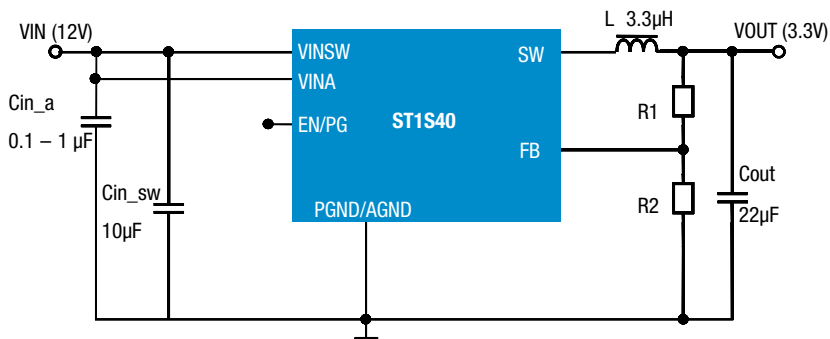 VIN (12V)
L 3.3µH
VOUT (3.3V)
VINSW
SW
VINA
Cin_a
0.1 – 1 µF
EN/PG
ST1S40
R1
FB
Cin_sw
10µF
PGND/AGND
R2
Cout
22µF